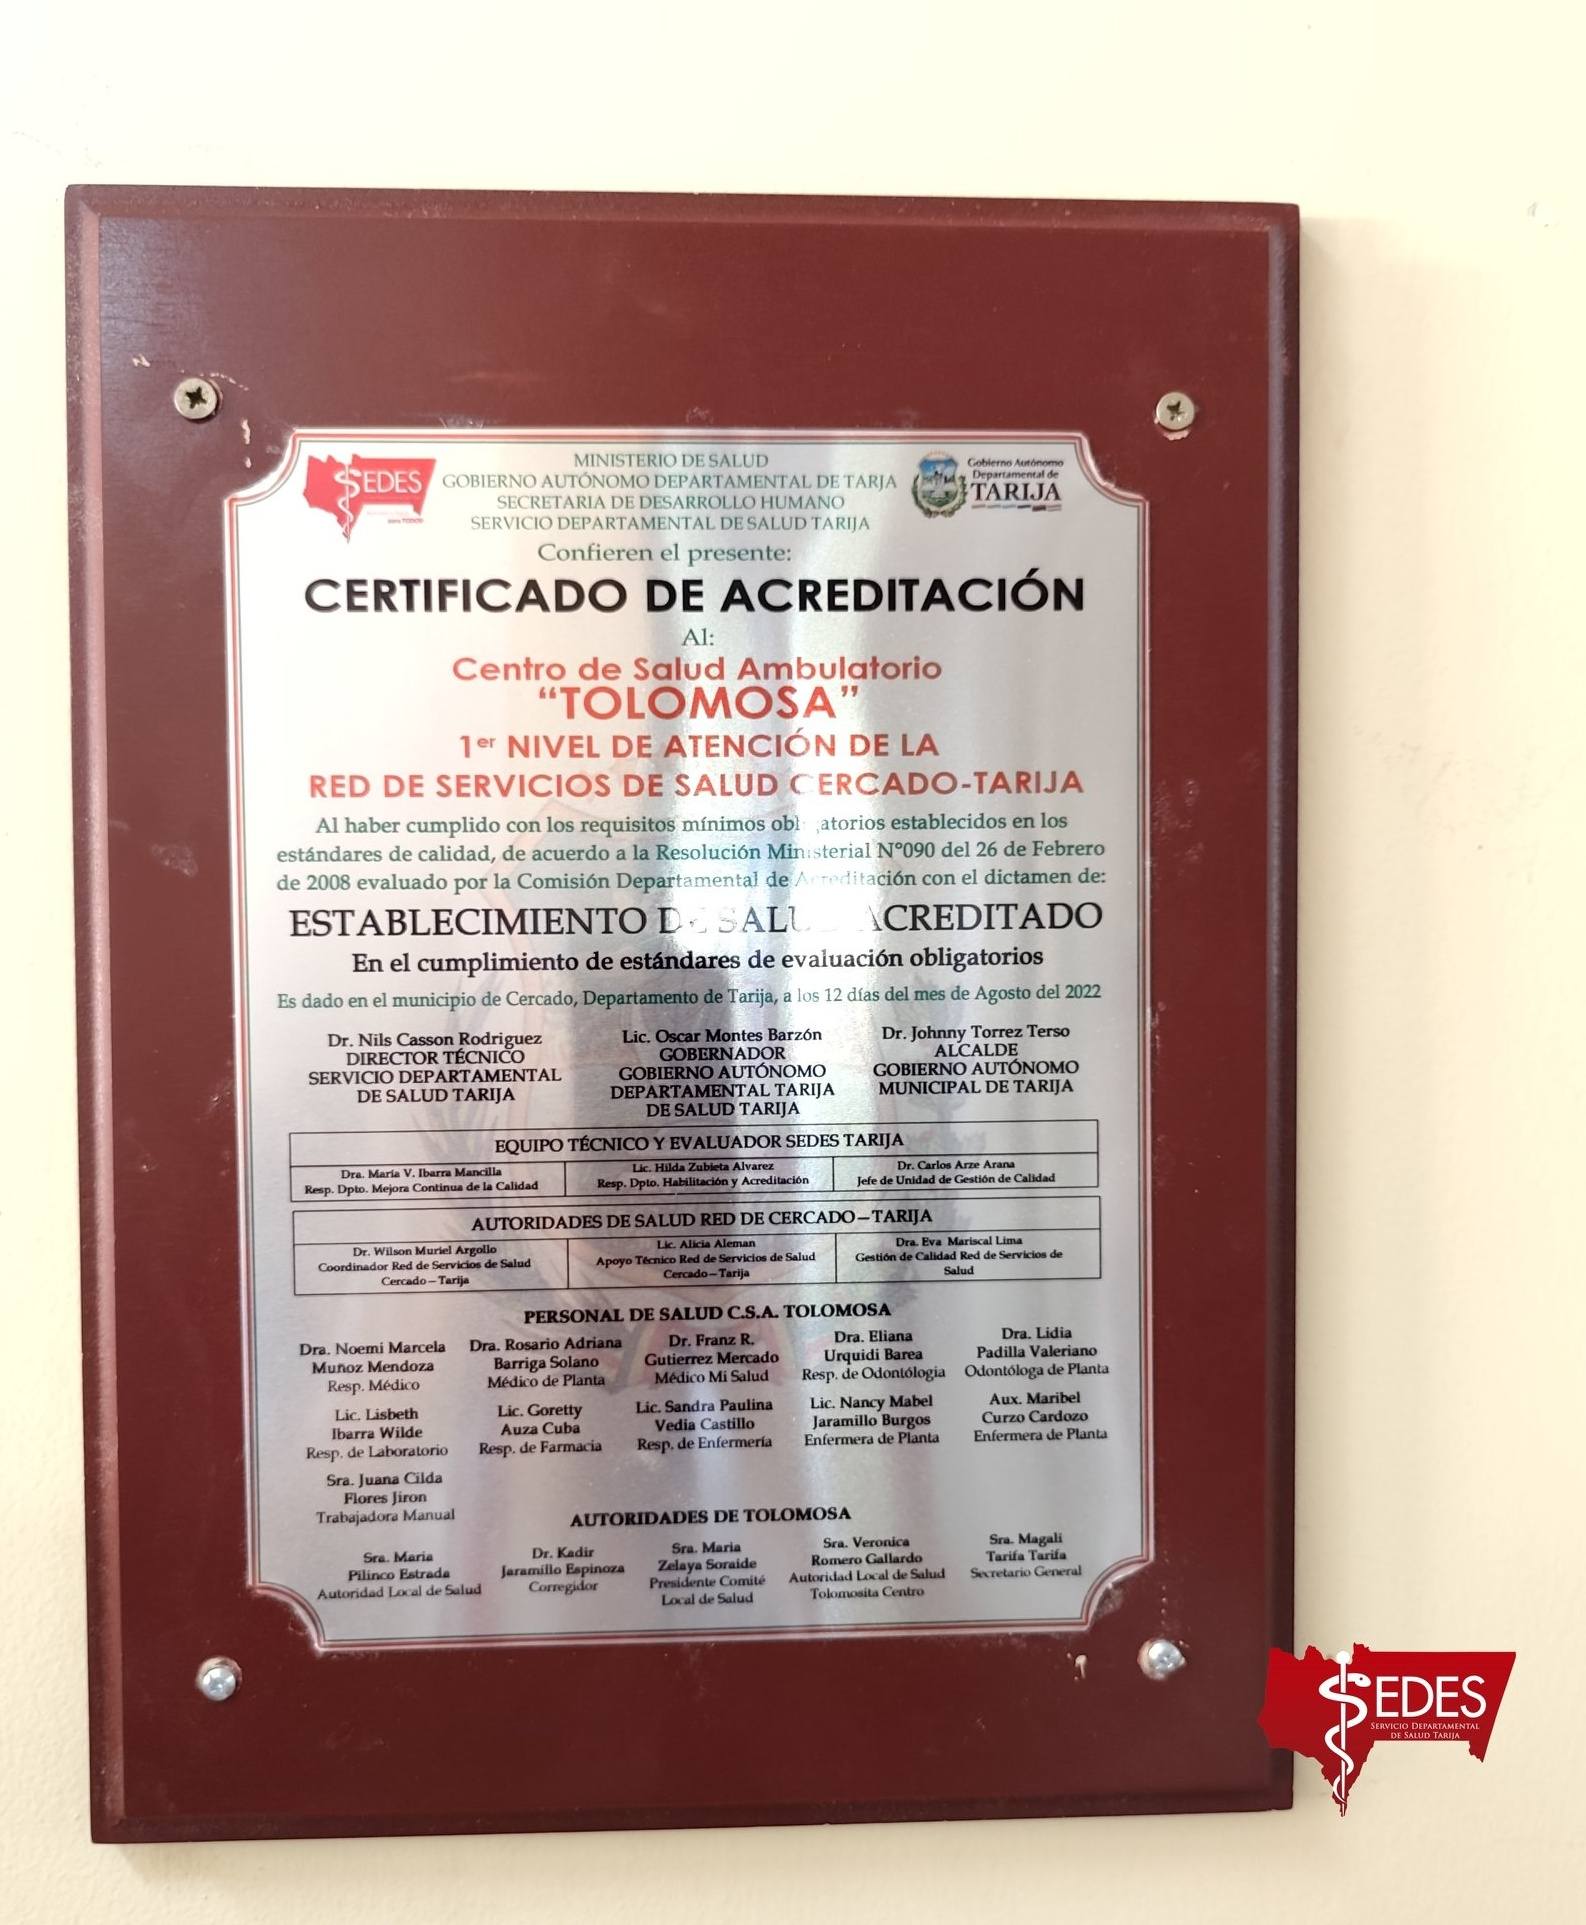 SEDES
MINISTERIO DE SALUD
GOBIERNO AUTÓNOMO DEPARTAMENTAL DE TARJA
SECRETARIA DE DESARROLLO HUMANO
SERVICIO DEPARTAMENTAL DE SALUD TARIJA
Gobierno Autónomo
Departamental de
TARIJA
Confieren el presente:
CERTIFICADO DE ACREDITACIÓN
Al:
Centro de Salud Ambulatorio
“TOLOMOSA”
1er NIVEL DE ATENCIÓN DE LA
RED DE SERVICIOS DE SALUD CERCADO-TARIJA
Al haber cumplido con los requisitos mínimos obligatorios establecidos en los
estándares de calidad, de acuerdo a la Resolución Ministerial N°090 del 26 de Febrero
de 2008 evaluado por la Comisión Departamental de Acreditación con el dictamen de:
ESTABLECIMIENTO DE SALUD ACREDITADO
En el cumplimiento de estándares de evaluación obligatorios
Es dado en el municipio de Cercado, Departamento de Tarija, a los 12 días del mes de Agosto del 2022
Dr. Nils Casson Rodriguez
DIRECTOR TÉCNICO
SERVICIO DEPARTAMENTAL
DE SALUD TARIJA
Lic. Oscar Montes Barzón
GOBERNADOR
GOBIERNO AUTÓNOMO
DEPARTAMENTAL TARIJA
DE SALUD TARIJA
Dr. Johnny Torrez Terso
ALCALDE
GOBIERNO AUTÓNOMO
MUNICIPAL DE TARIJA
EQUIPO TÉCNICO Y EVALUADOR SEDES TARIJA
Dra. María V. Ibarra Mancilla
Resp. Dpto. Mejora Continua de la Calidad
Lic. Hilda Zubieta Alvarez
Resp. Dpto. Habilitación y Acreditación
Dr. Carlos Arze Arana
Jefe de Unidad de Gestión de Calidad
AUTORIDADES DE SALUD RED DE CERCADO–TARIJA
Dr. Wilson Muriel Argollo
Coordinador Red de Servicios de Salud
Cercado–Tarija
Lic. Alicia Aleman
Apoyo Técnico Red de Servicios de Salud
Cercado–Tarija
Dra. Eva Mariscal Lima
Gestión de Calidad Red de Servicios de
Salud
PERSONAL DE SALUD C.S.A. TOLOMOSA
Dra. Noemi Marcela
Muñoz Mendoza
Resp. Médico
Dra. Rosario Adriana
Barriga Solano
Médico de Planta
Dr. Franz R.
Gutierrez Mercado
Médico Mi Salud
Dra. Eliana
Urquidi Barea
Resp. de Odontólogia
Dra. Lidia
Padilla Valeriano
Odontóloga de Planta
Lic. Lisbeth
Ibarra Wilde
Resp. de Laboratorio
Lic. Goretty
Auza Cuba
Resp. de Farmacia
Lic. Sandra Paulina
Vedia Castillo
Resp. de Enfermería
Lic. Nancy Mabel
Jaramillo Burgos
Enfermera de Planta
Aux. Maribel
Curzo Cardozo
Enfermera de Planta
Sra. Juana Cilda
Flores Jiron
Trabajadora Manual
AUTORIDADES DE TOLOMOSA
Sra. Maria
Pilinco Estrada
Autoridad Local de Salud
Dr. Kadir
Jaramillo Espinoza
Corregidor
Sra. Maria
Zelaya Soraide
Presidente Comité
Local de Salud
Sra. Veronica
Romero Gallardo
Autoridad Local de Salud
Tolomosita Centro
Sra. Magali
Tarifa Tarifa
Secretario General
SEDES
SERVICIO DEPARTAMENTAL
DE SALUD TARIJA